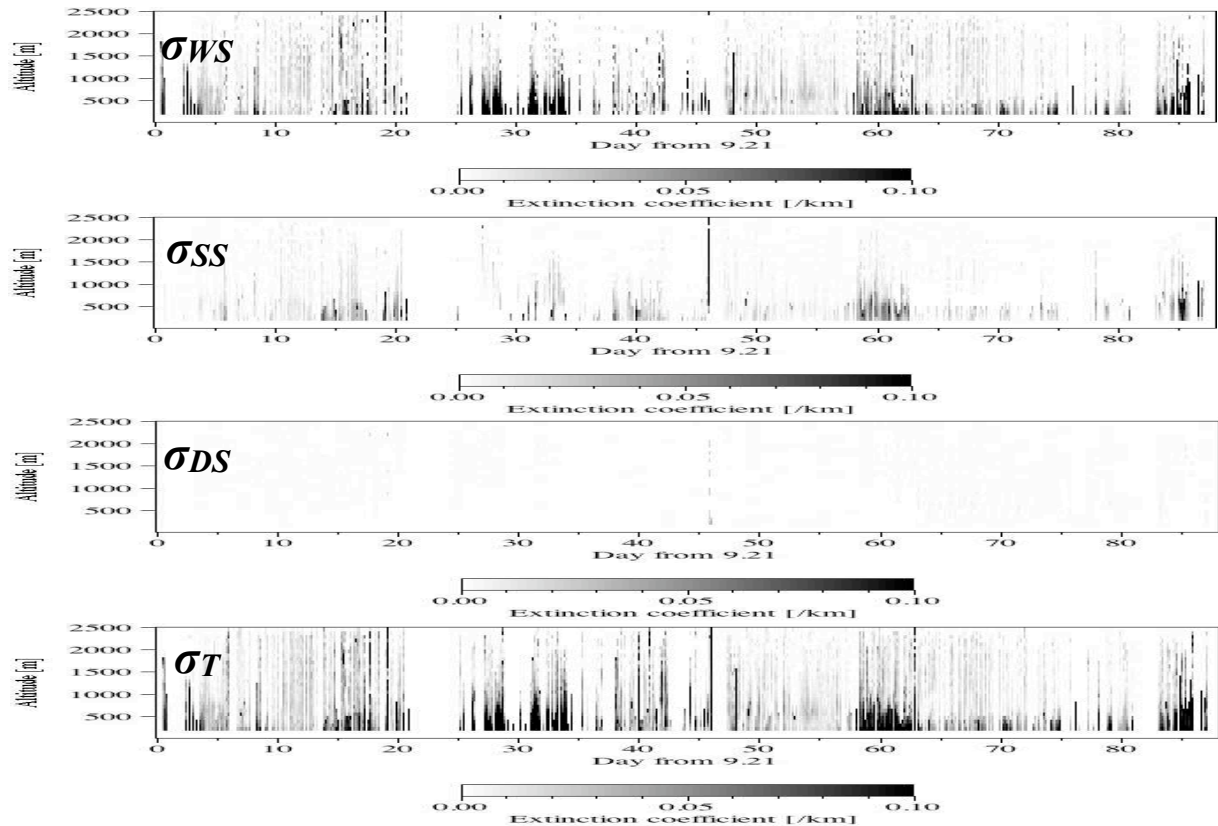 2500
2000
1500
1000
500
Altitude [m]
σWS
0 10 20 30 40 50 60 70 80
Day from 9.21
0.00 0.05 0.10
Extinction coefficient [/km]
2500
2000
1500
1000
500
Altitude [m]
σSS
0 10 20 30 40 50 60 70 80
Day from 9.21
0.00 0.05 0.10
Extinction coefficient [/km]
2500
2000
1500
1000
500
Altitude [m]
σDS
0 10 20 30 40 50 60 70 80
Day from 9.21
0.00 0.05 0.10
Extinction coefficient [/km]
2500
2000
1500
1000
500
Altitude [m]
σT
0 10 20 30 40 50 60 70 80
Day from 9.21
0.00 0.05 0.10
Extinction coefficient [/km]